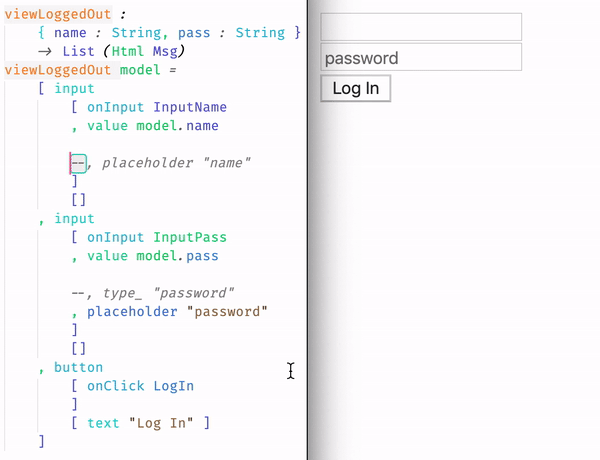 viewLoggedOut :
{ name : String, pass : String }
→ List (Html Msg)
viewLoggedOut model =
[ input
[ onInput InputName
, value model.name
--, placeholder "name"
]
[]
, input
[ onInput InputPass
, value model.pass
--, type_ "password"
, placeholder "password"
]
[]
, button
[ onClick LogIn
]
[ text "Log In" ]
]
password
Log In